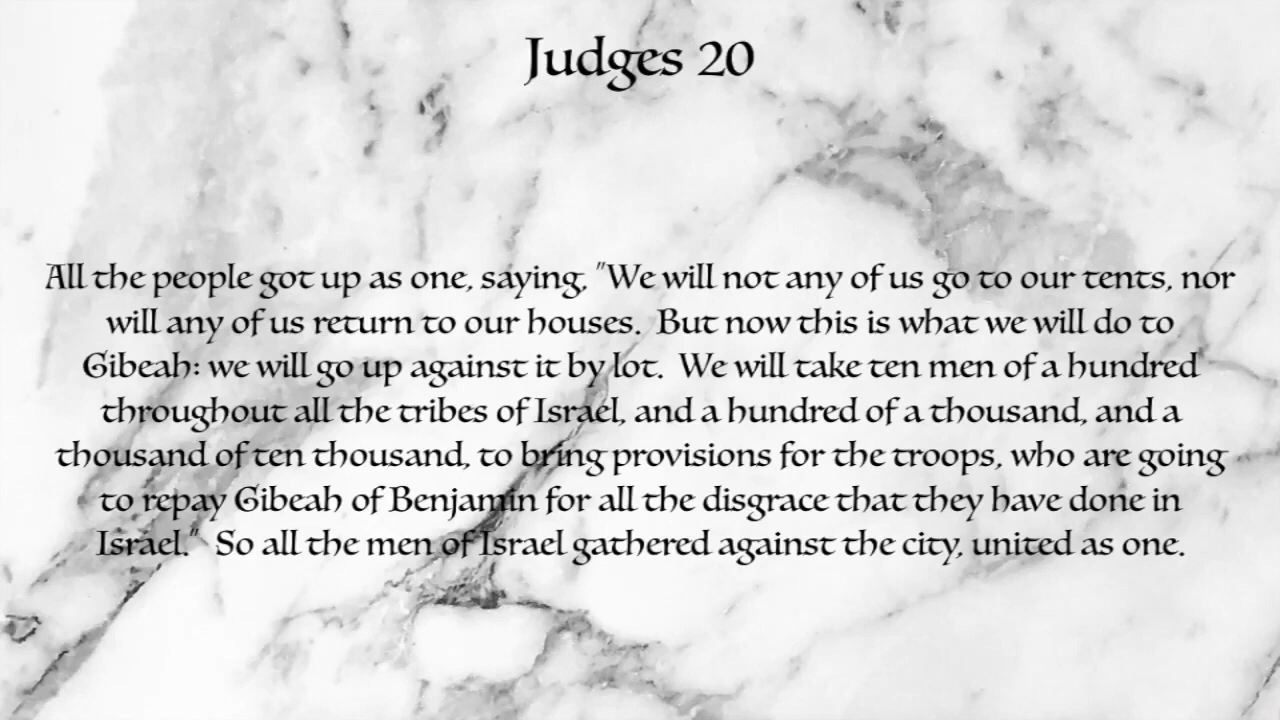 Judges 20
All the people got up as one, saying, "We will not any of us go to our tents, nor
will any of us return to our houses.  But now this is what we will do to
Gibeah: we will go up against it by lot.  We will take ten men of a hundred
throughout all the tribes of Israel, and a hundred of a thousand, and a
thousand of ten thousand, to bring provisions for the troops, who are going
to repay Gibeah of Benjamin for all the disgrace that they have done in
Israel."  So all the men of Israel gathered against the city, united as one.